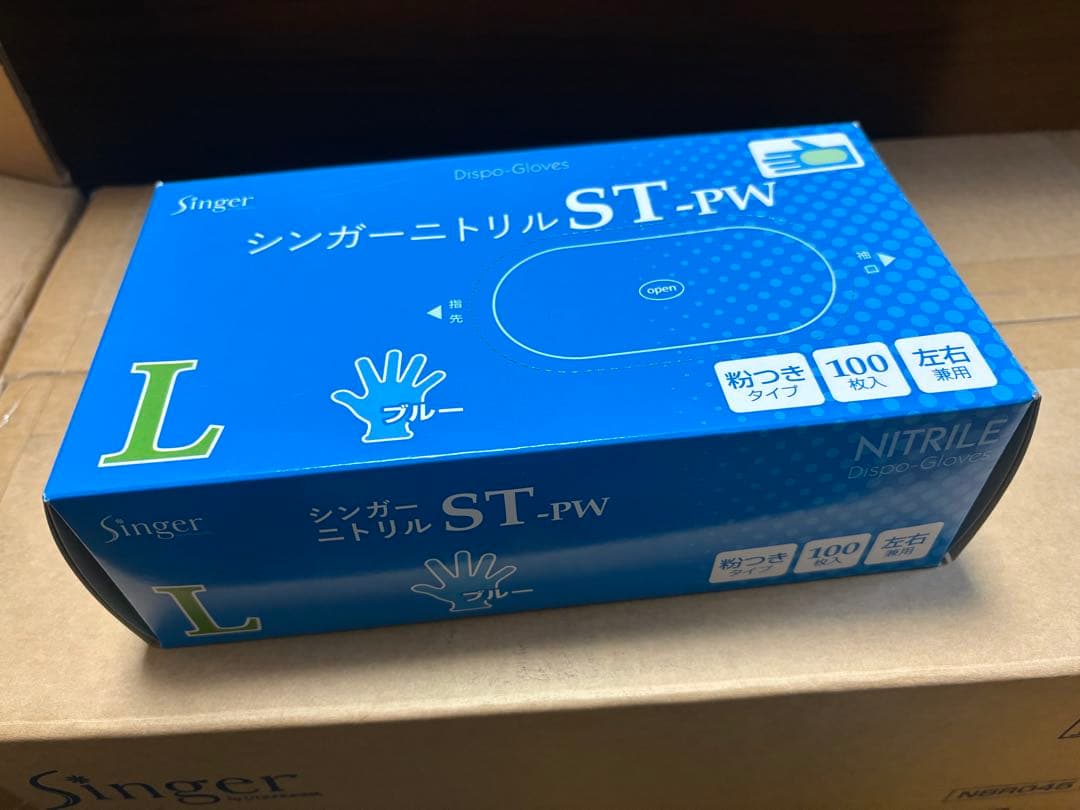 Dispo-Gloves
Singer
シンガーニトリル ST-PW
open
袖口
指先
L
ブルー
粉つき
タイプ
100
枚入
左右
兼用
NITRILE
Dispo-Gloves
Singer
シンガー
ニトリル ST-PW
L
ブルー
粉つき
タイプ
100
枚入
左右
兼用
Singer
NBR045